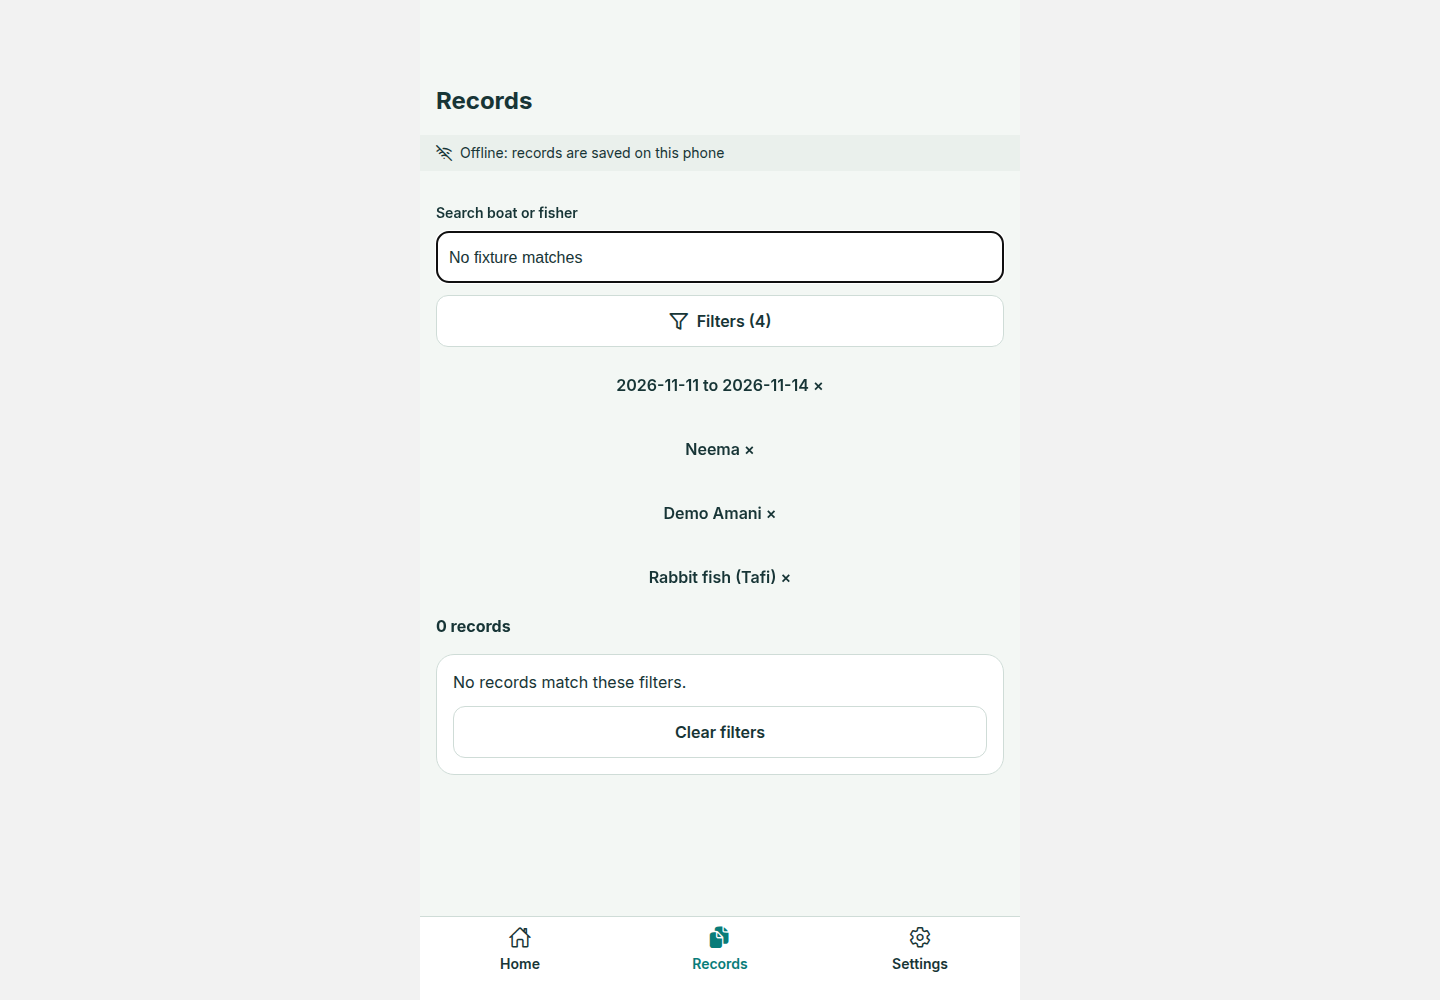 Records
Offline: records are saved on this phone
Search boat or fisher
No fixture matches
Filters (4)
2026-11-11 to 2026-11-14 ×
Neema ×
Demo Amani ×
Rabbit fish (Tafi) ×
0 records
No records match these filters.
Clear filters
Home
Records
Settings